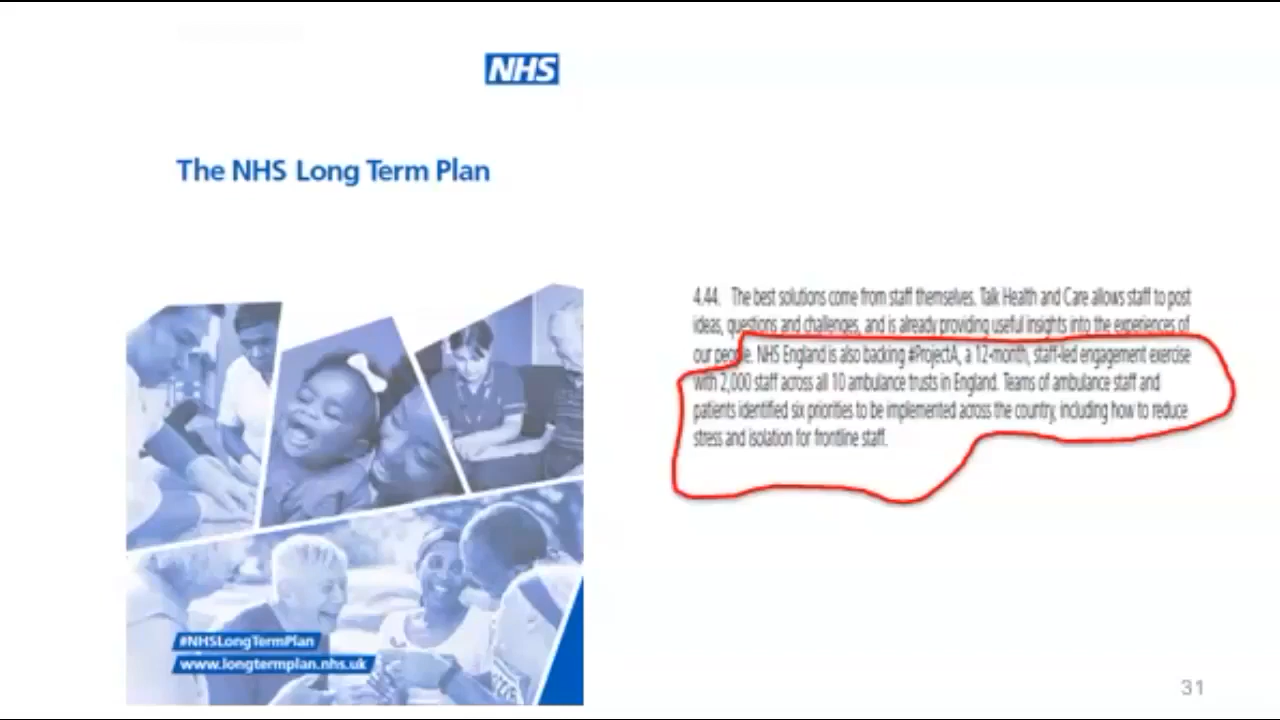 NHS
The NHS Long Term Plan
4.44. The best solutions come from staff themselves. Talk Health and Care allows staff to post
ideas, questions and challenges, and is already providing useful insights into the experiences of
our people. NHS England is also backing #ProjectA, a 12-month, staff-led engagement exercise
with 2,000 staff across all 10 ambulance trusts in England. Teams of ambulance staff and
patients identified six priorities to be implemented across the country, including how to reduce
stress and isolation for frontline staff.
#NHSLongTermPlan
www.longtermplan.nhs.uk
31